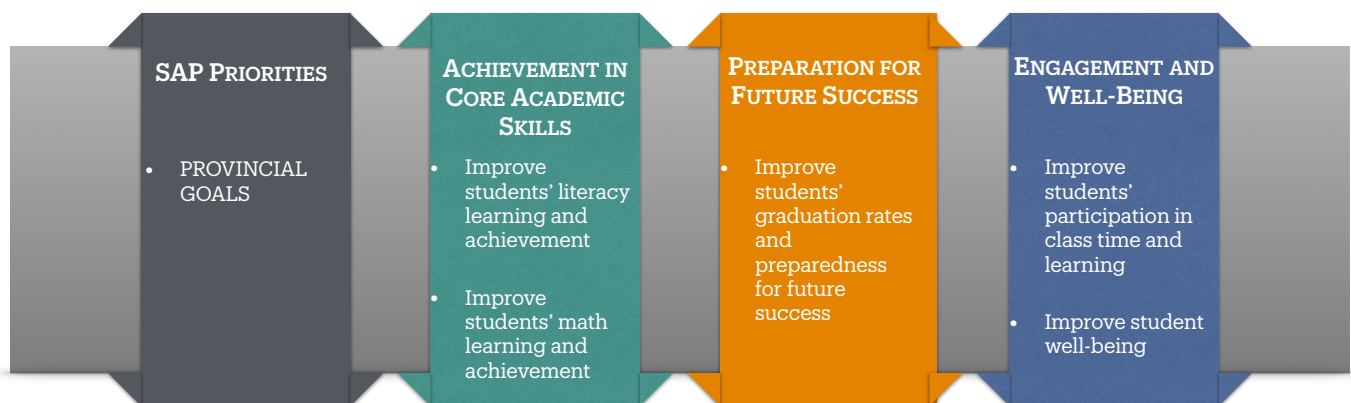 SAP PRIORITIES
• PROVINCIAL
GOALS
ACHIEVEMENT IN
CORE ACADEMIC
SKILLS
• Improve
students’ literacy
learning and
achievement
• Improve
students’ math
learning and
achievement
PREPARATION FOR
FUTURE SUCCESS
• Improve
students’
graduation rates
and
preparedness
for future
success
ENGAGEMENT AND
WELL-BEING
• Improve
students’
participation in
class time and
learning
• Improve student
well-being